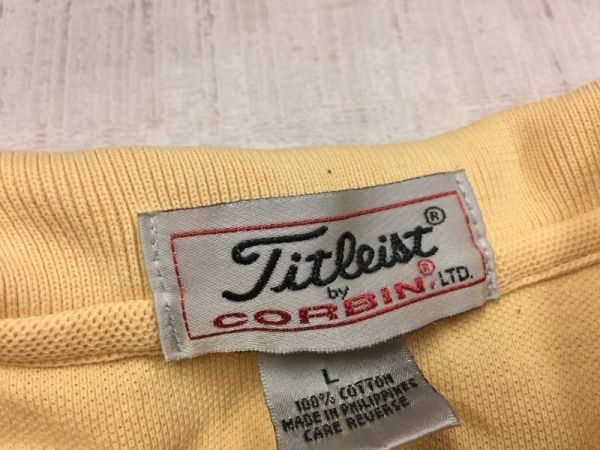 Titleist®
by
CORBIN®, LTD.
L
100% COTTON
MADE IN PHILIPPINES
CARE REVERSE